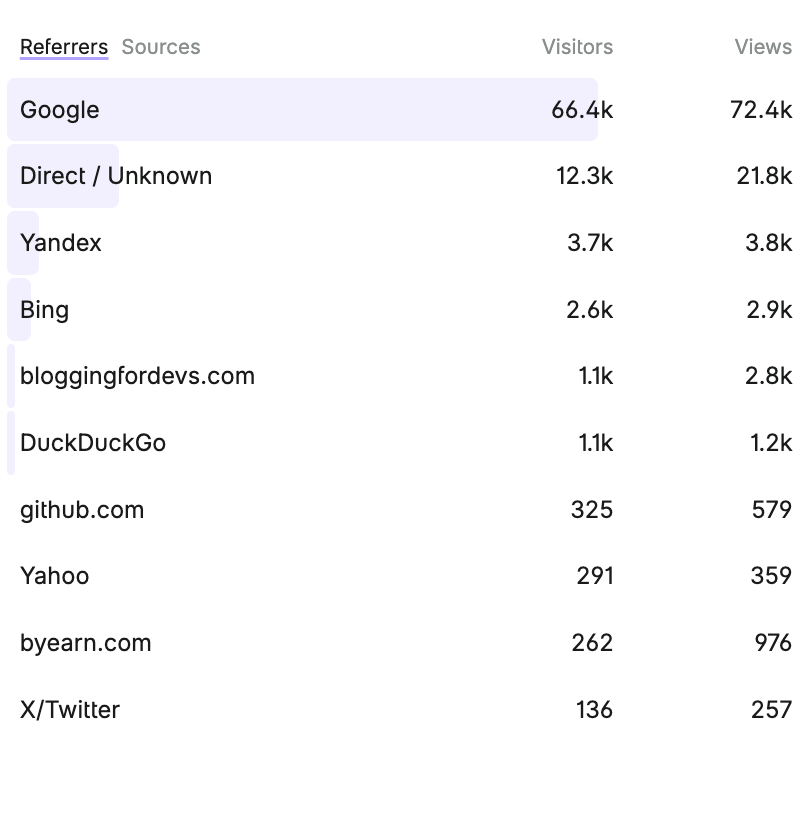 Referrers Sources Visitors Views
Google 66.4k 72.4k
Direct / Unknown 12.3k 21.8k
Yandex 3.7k 3.8k
Bing 2.6k 2.9k
bloggingfordevs.com 1.1k 2.8k
DuckDuckGo 1.1k 1.2k
github.com 325 579
Yahoo 291 359
byearn.com 262 976
X/Twitter 136 257